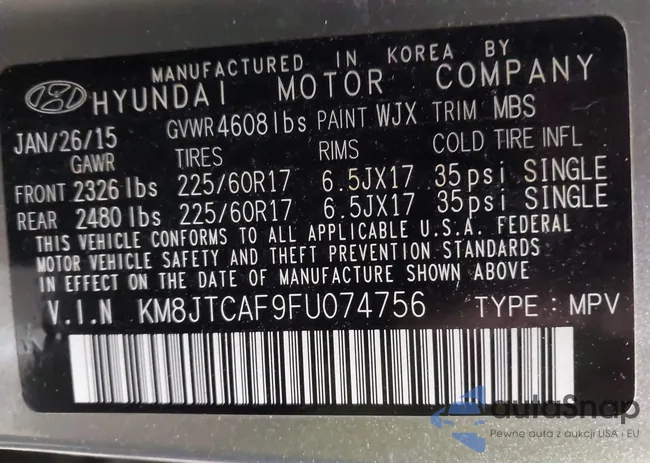 MANUFACTURED IN KOREA BY
HYUNDAI MOTOR COMPANY
JAN/26/15 GVWR 4608 lbs PAINT WJX TRIM MBS
GAWR TIRES RIMS COLD TIRE INFL
FRONT 2326 lbs 225/60R17 6.5JX17 35psi SINGLE
REAR 2480 lbs 225/60R17 6.5JX17 35psi SINGLE
THIS VEHICLE CONFORMS TO ALL APPLICABLE U.S.A. FEDERAL
MOTOR VEHICLE SAFETY AND THEFT PREVENTION STANDARDS
IN EFFECT ON THE DATE OF MANUFACTURE SHOWN ABOVE
V.I.N KM8JTCAF9FU074756 TYPE: MPV
autaSnap
Pewne auta z aukcji USA i EU